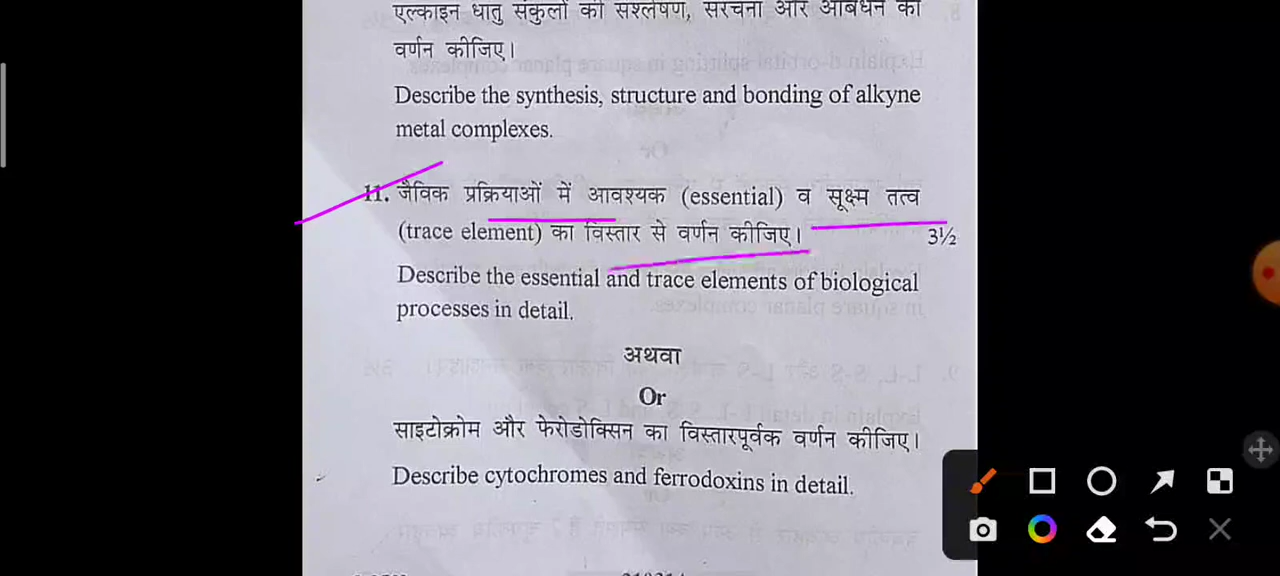 एल्काइन धातु संकुलों की संश्लेषण, संरचना और आबंधन का
वर्णन कीजिए।
Describe the synthesis, structure and bonding of alkyne
metal complexes.
11. जैविक प्रक्रियाओं में आवश्यक (essential) व सूक्ष्म तत्व
(trace element) का विस्तार से वर्णन कीजिए। 3½
Describe the essential and trace elements of biological
processes in detail.
अथवा
Or
साइटोक्रोम और फेरोडोक्सिन का विस्तारपूर्वक वर्णन कीजिए।
Describe cytochromes and ferrodoxins in detail.